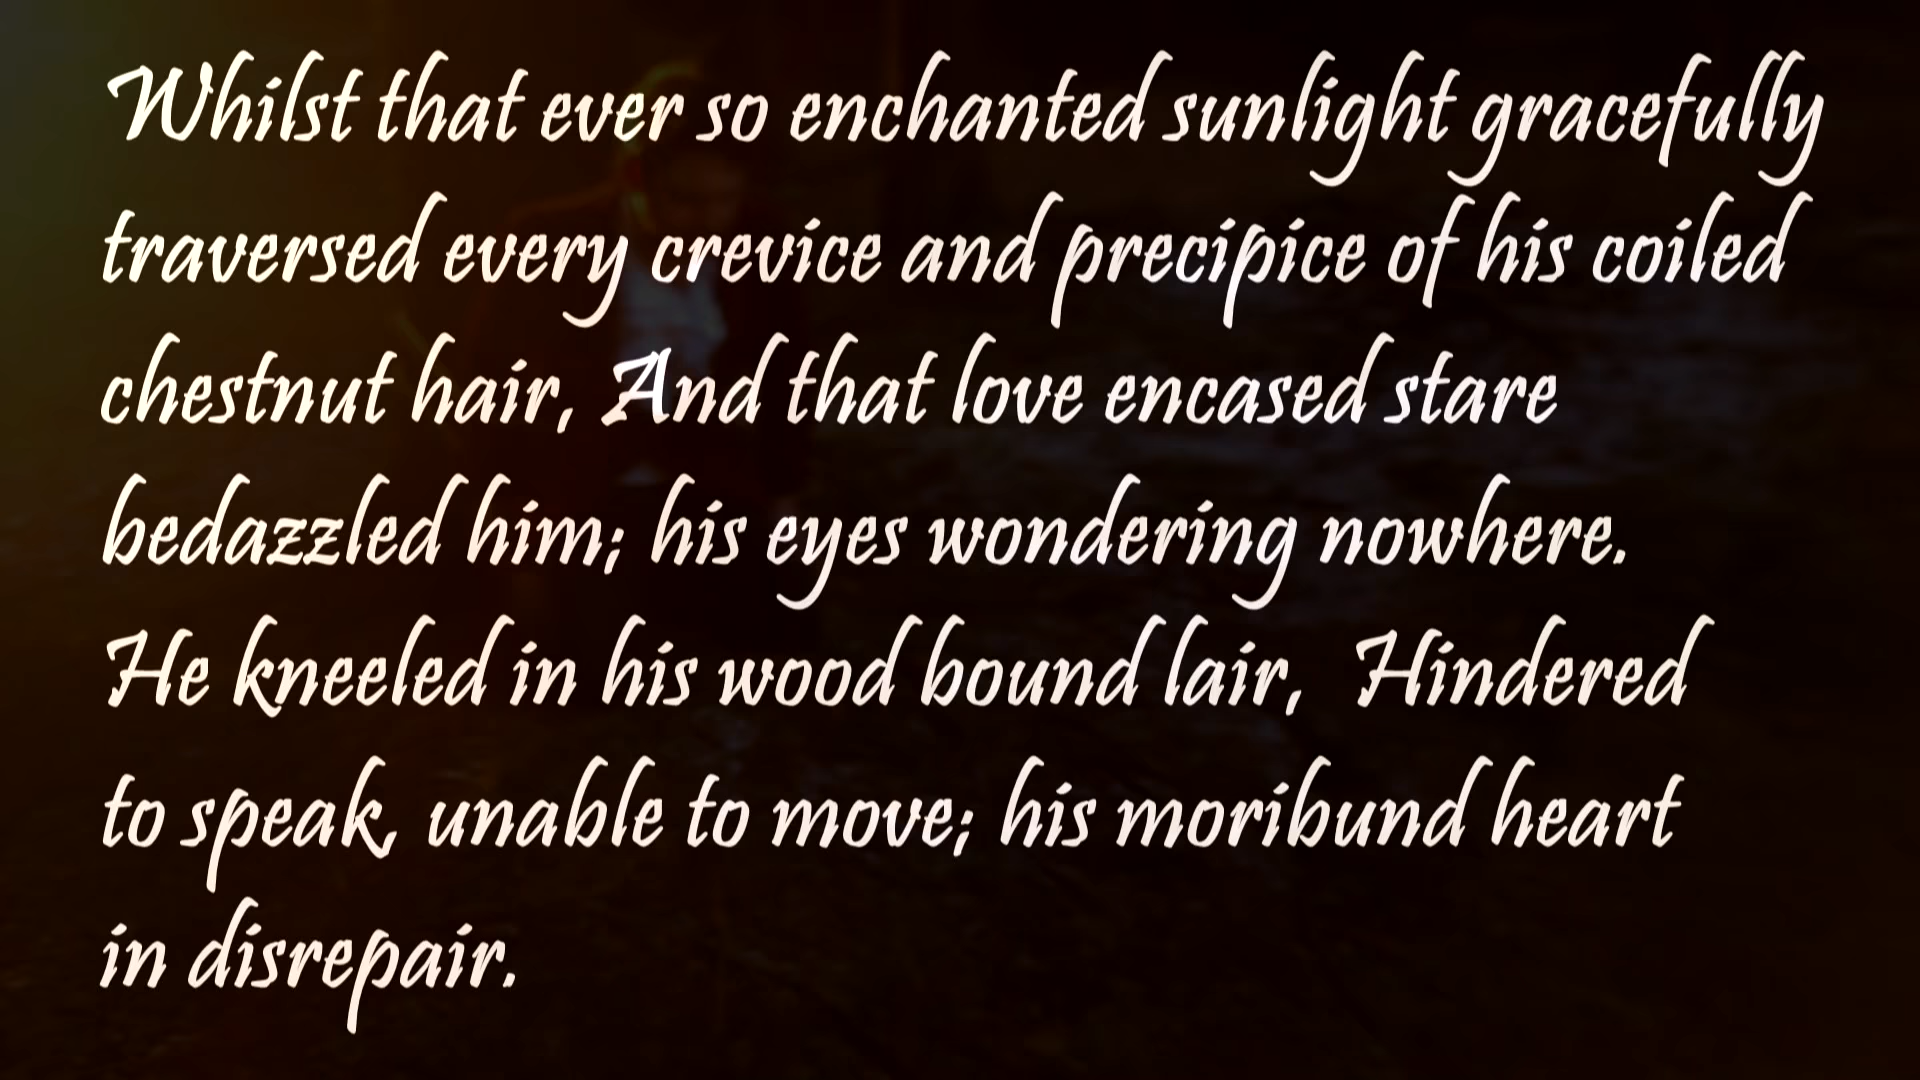 Whilst that ever so enchanted sunlight gracefully
traversed every crevice and precipice of his coiled
chestnut hair, And that love encased stare
bedazzled him; his eyes wondering nowhere.
He kneeled in his wood bound lair, Hindered
to speak, unable to move; his moribund heart
in disrepair.